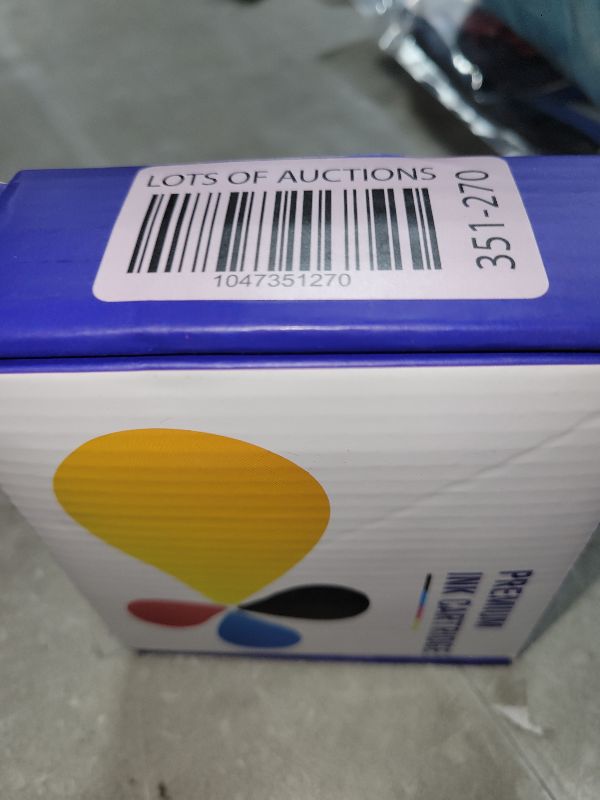 LOTS OF AUCTIONS
1047351270
351-270
PREMIUM
INK CARTRIDGE